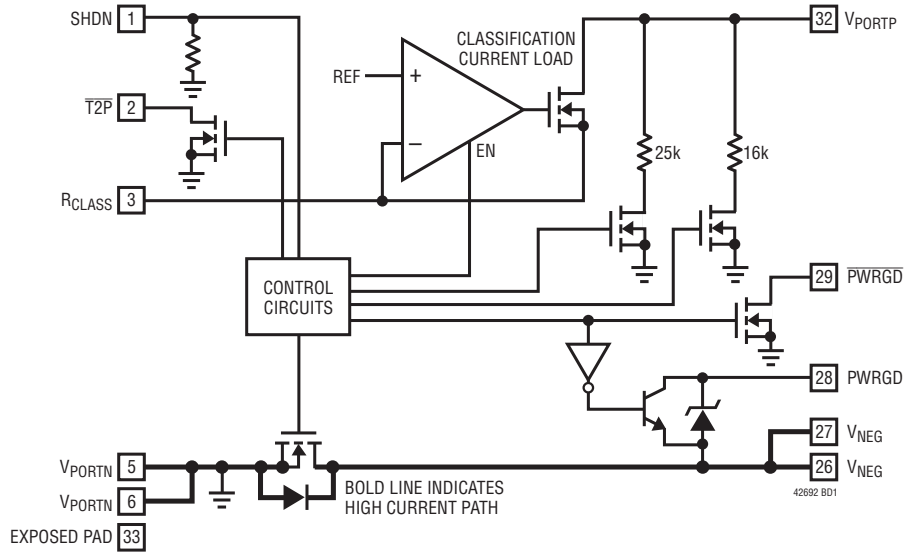 SHDN 1
T2P 2
RCLASS 3
REF
+
−
EN
CLASSIFICATION
CURRENT LOAD
32 VPORTP
25k
16k
CONTROL
CIRCUITS
29 PWRGD
28 PWRGD
27 VNEG
26 VNEG
VPORTN 5
VPORTN 6
EXPOSED PAD 33
BOLD LINE INDICATES
HIGH CURRENT PATH
42692 BD1